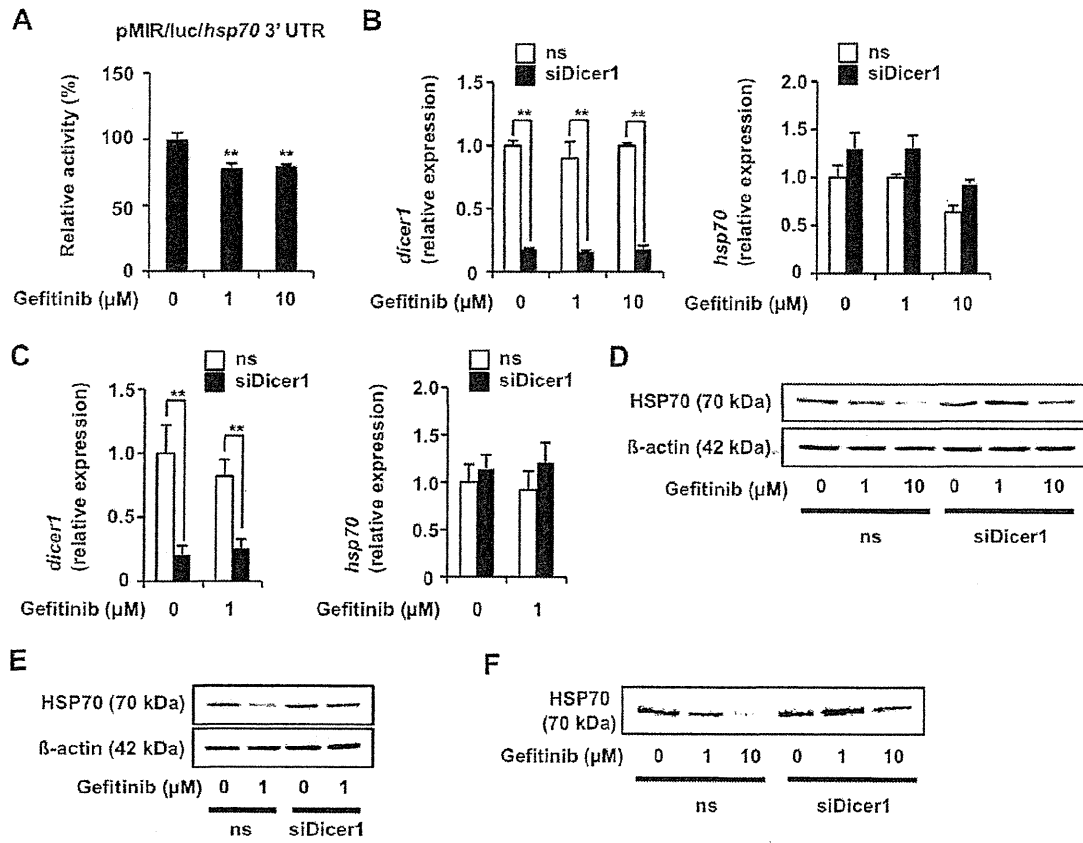 A
pMIR/luc/hsp70 3' UTR
Relative activity (%)
150
100
50
0
** **
Gefitinib (µM) 0 1 10
B
ns
siDicer1
dicer1
(relative expression)
1.5
1.0
0.5
0
** ** **
Gefitinib (µM) 0 1 10
ns
siDicer1
hsp70
(relative expression)
2.0
1.5
1.0
0.5
0
0 1 10
C
ns
siDicer1
dicer1
(relative expression)
1.5
1.0
0.5
0
** **
Gefitinib (µM) 0 1
ns
siDicer1
hsp70
(relative expression)
2.0
1.5
1.0
0.5
0
0 1
D
HSP70 (70 kDa)
ß-actin (42 kDa)
Gefitinib (µM) 0 1 10 0 1 10
ns siDicer1
E
HSP70 (70 kDa)
ß-actin (42 kDa)
Gefitinib (µM) 0 1 0 1
ns siDicer1
F
HSP70
(70 kDa)
Gefitinib (µM) 0 1 10 0 1 10
ns siDicer1